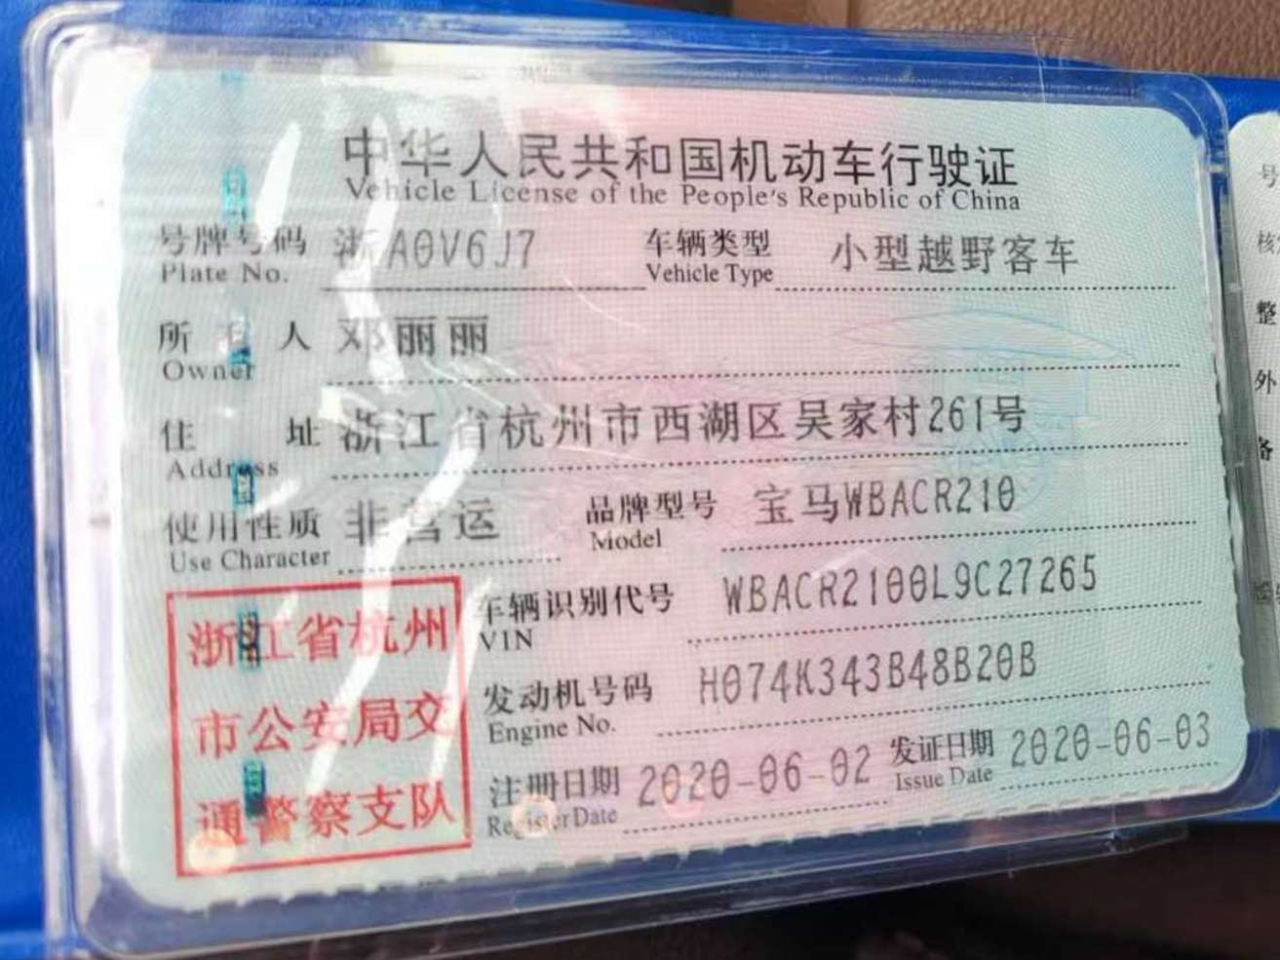 中华人民共和国机动车行驶证
Vehicle License of the People's Republic of China
号牌号码 浙A0V6J7 车辆类型 小型越野客车
Plate No. Vehicle Type
所有人 邓丽丽
Owner
住址 浙江省杭州市西湖区吴家村261号
Address
使用性质 非营运 品牌型号 宝马WBACR210
Use Character Model
浙江省杭州
市公安局交
通警察支队
车辆识别代号 WBACR2100L9C27265
VIN
发动机号码 H074K343B48B20B
Engine No.
注册日期 2020-06-02 发证日期 2020-06-03
Register Date Issue Date
号
核
整
外
备